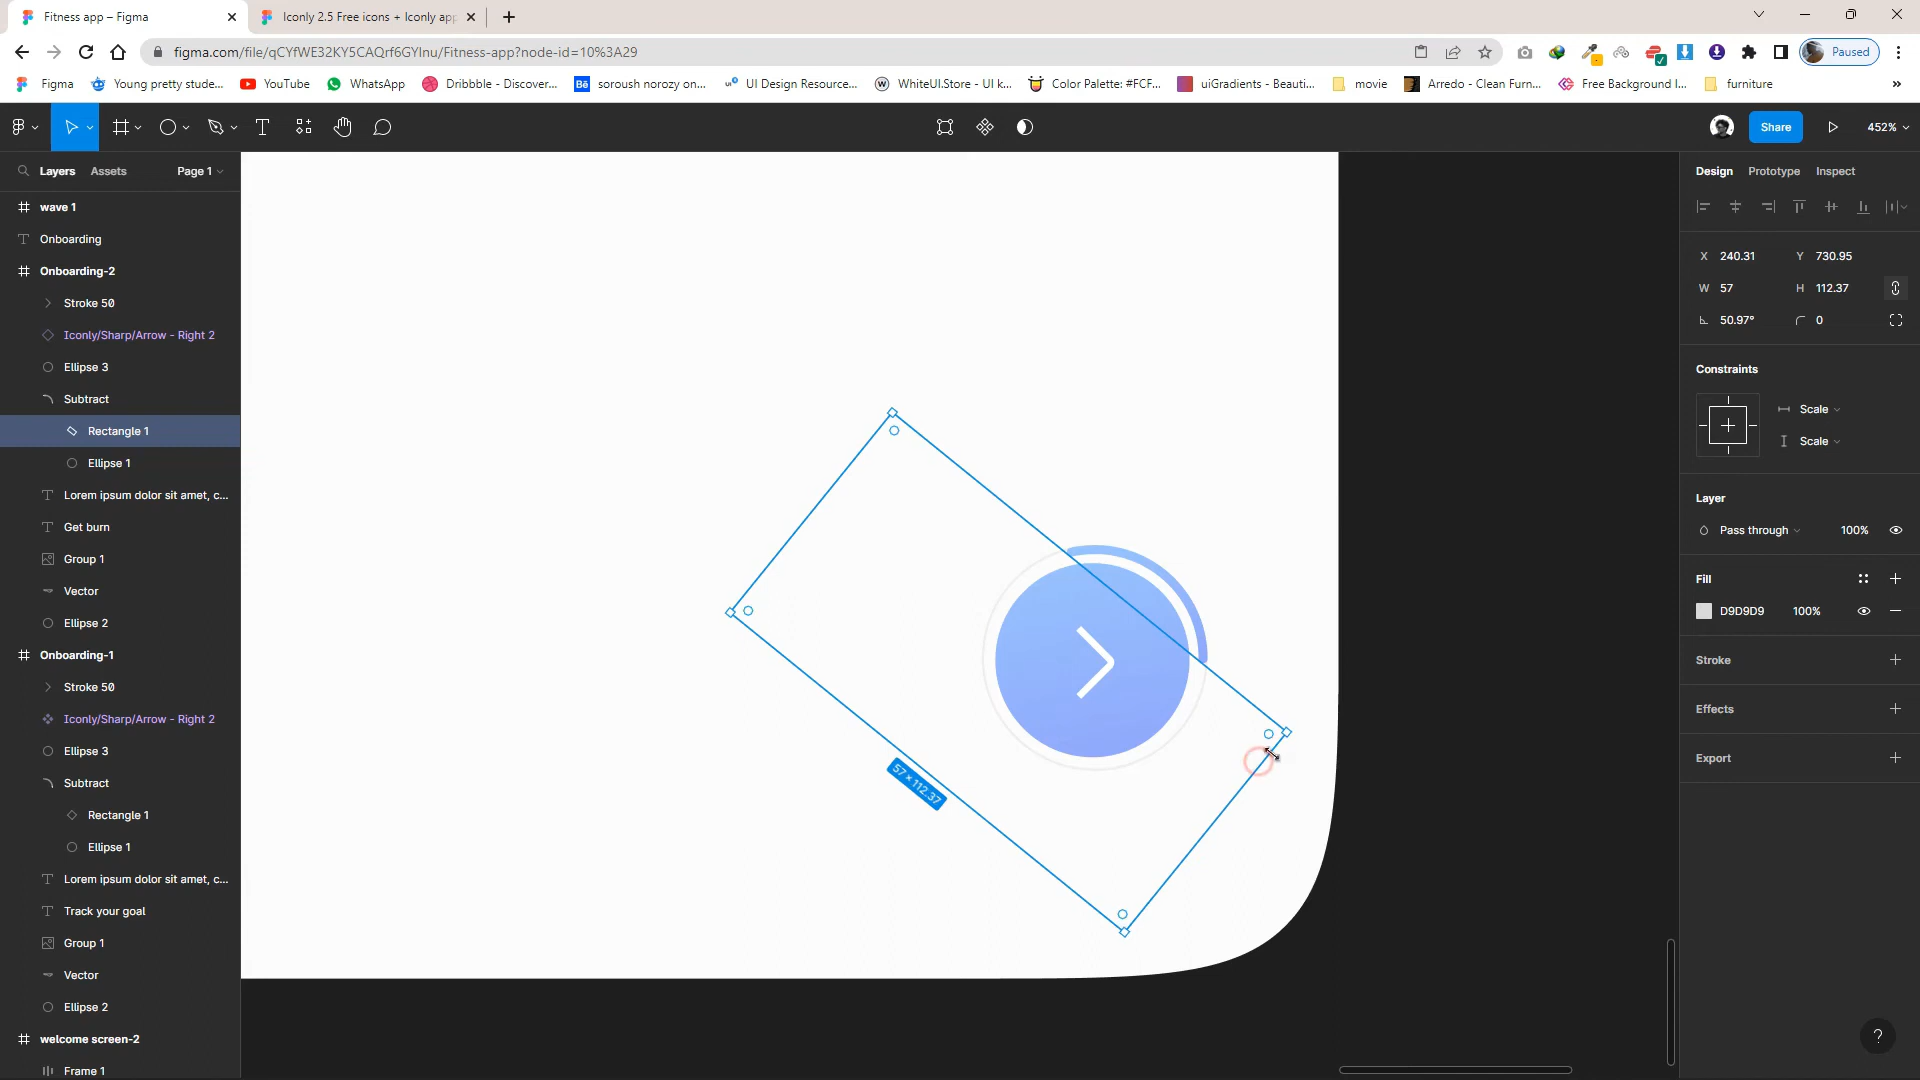 Fitness app – Figma
Iconly 2.5 Free icons + Iconly app
figma.com/file/qCYfWE32KY5CAQrf6GYlnu/Fitness-app?node-id=10%3A29
Paused
Figma
Young pretty stude...
YouTube
WhatsApp
Dribbble - Discover...
Bē
soroush norozy on...
UI Design Resource...
WhiteUI.Store - UI k...
Color Palette: #FCF...
uiGradients - Beauti...
movie
Arredo - Clean Furn...
Free Background I...
furniture
»
Share
452%
Layers
Assets
Page 1
Design
Prototype
Inspect
wave 1
Onboarding
Onboarding-2
Stroke 50
Iconly/Sharp/Arrow - Right 2
Ellipse 3
Subtract
Rectangle 1
Ellipse 1
Lorem ipsum dolor sit amet, c...
Get burn
Group 1
Vector
Ellipse 2
Onboarding-1
Stroke 50
Iconly/Sharp/Arrow - Right 2
Ellipse 3
Subtract
Rectangle 1
Ellipse 1
Lorem ipsum dolor sit amet, c...
Track your goal
Group 1
Vector
Ellipse 2
welcome screen-2
Frame 1
57 × 112.37
X 240.31 Y 730.95
W 57 H 112.37
50.97° 0
Constraints
Scale
Scale
Layer
Pass through 100%
Fill
D9D9D9 100%
Stroke
Effects
Export
?